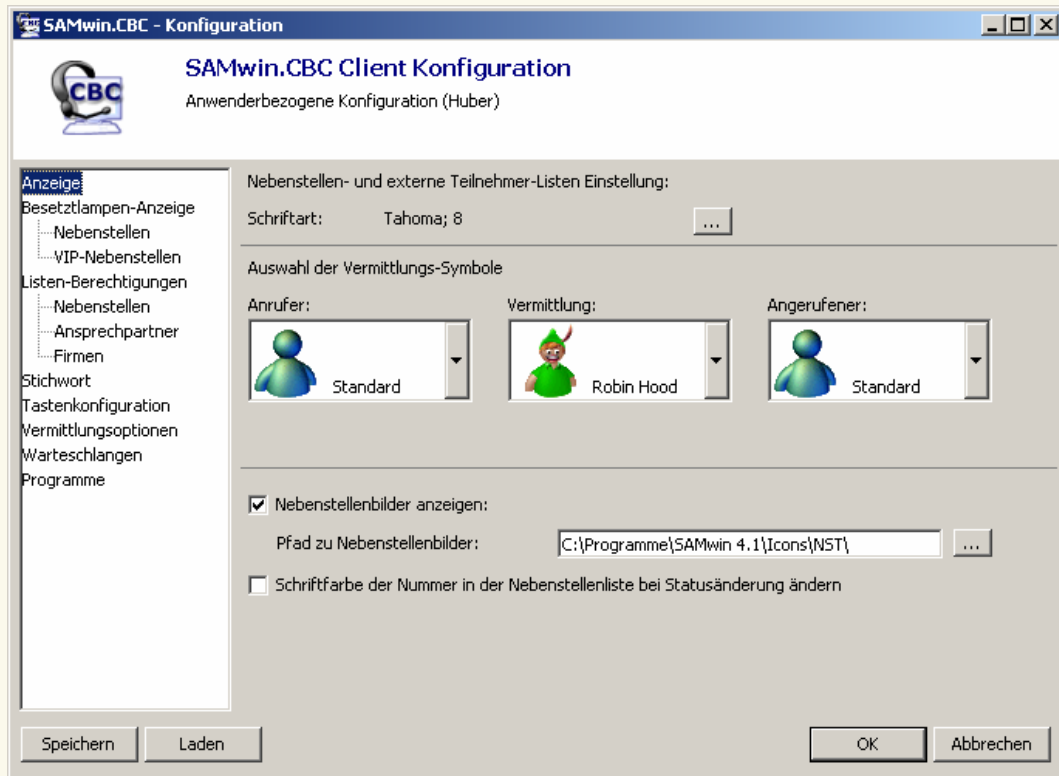 SAMwin.CBC - Konfiguration
CBC
SAMwin.CBC Client Konfiguration
Anwenderbezogene Konfiguration (Huber)
Anzeige
Besetztlampen-Anzeige
Nebenstellen
VIP-Nebenstellen
Listen-Berechtigungen
Nebenstellen
Ansprechpartner
Firmen
Stichwort
Tastenkonfiguration
Vermittlungsoptionen
Warteschlangen
Programme
Nebenstellen- und externe Teilnehmer-Listen Einstellung:
Schriftart: Tahoma; 8 ...
Auswahl der Vermittlungs-Symbole
Anrufer: Vermittlung: Angerufener:
Standard Robin Hood Standard
Nebenstellenbilder anzeigen:
Pfad zu Nebenstellenbilder: C:\Programme\SAMwin 4.1\Icons\NST\ ...
Schriftfarbe der Nummer in der Nebenstellenliste bei Statusänderung ändern
Speichern Laden OK Abbrechen